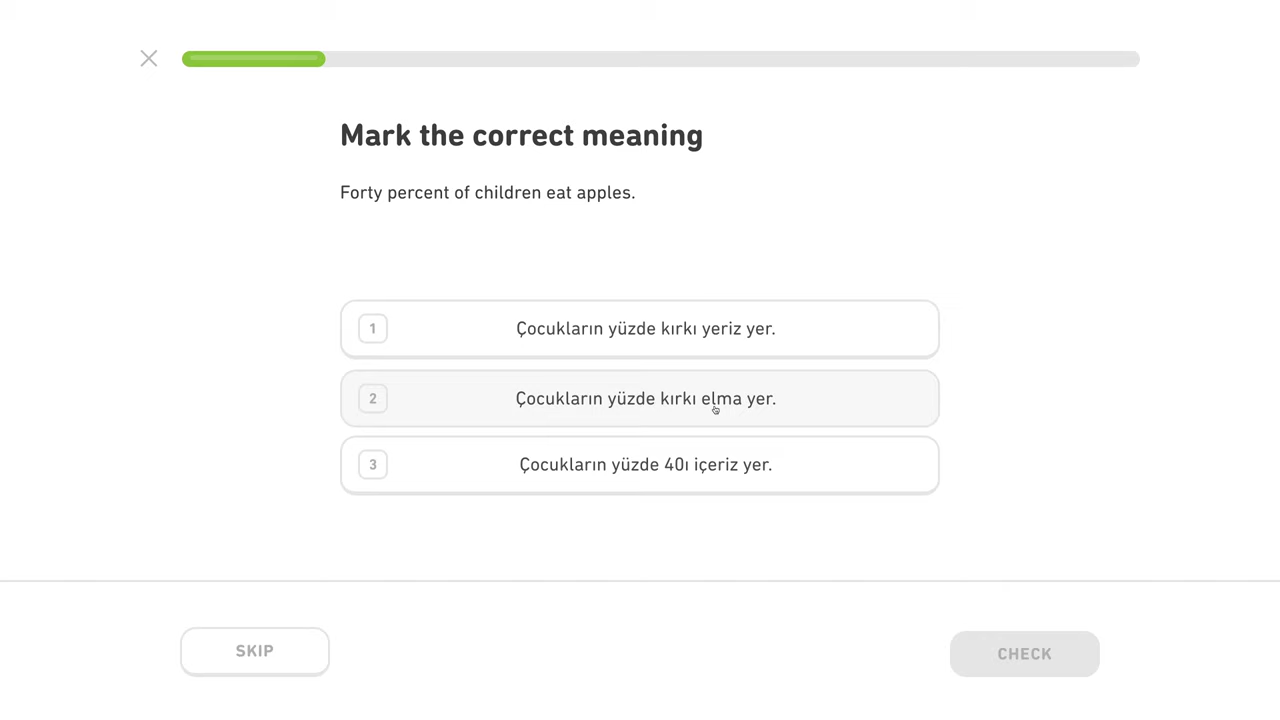 Mark the correct meaning
Forty percent of children eat apples.
1 Çocukların yüzde kırkı yeriz yer.
2 Çocukların yüzde kırkı elma yer.
3 Çocukların yüzde 40ı içeriz yer.
SKIP
CHECK